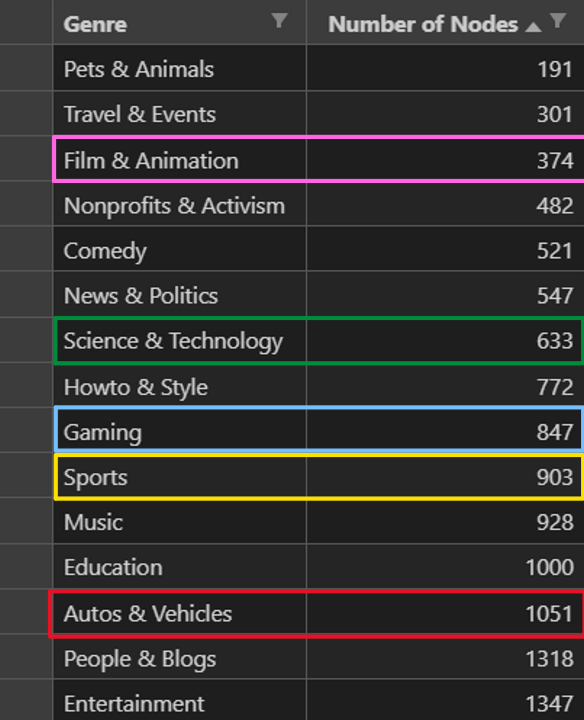 Genre Number of Nodes
Pets & Animals 191
Travel & Events 301
Film & Animation 374
Nonprofits & Activism 482
Comedy 521
News & Politics 547
Science & Technology 633
Howto & Style 772
Gaming 847
Sports 903
Music 928
Education 1000
Autos & Vehicles 1051
People & Blogs 1318
Entertainment 1347